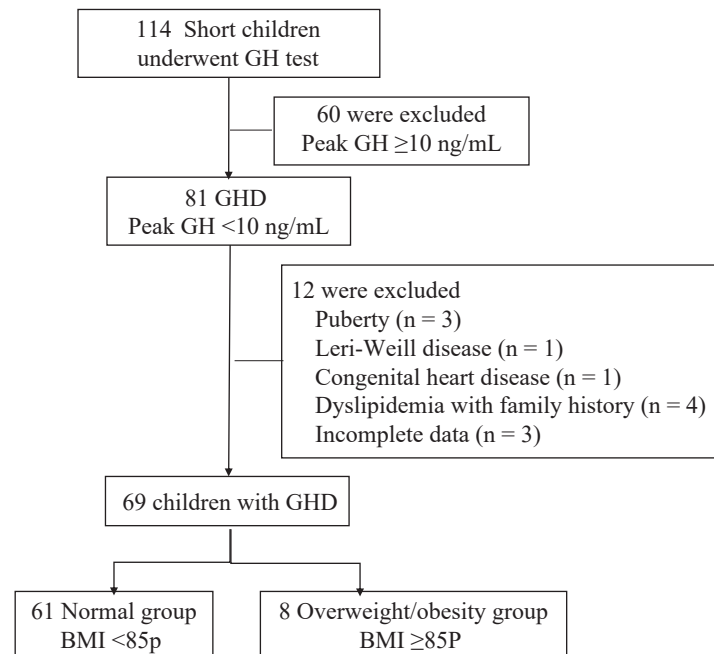 114 Short children
underwent GH test
60 were excluded
Peak GH ≥10 ng/mL
81 GHD
Peak GH <10 ng/mL
12 were excluded
Puberty (n = 3)
Leri-Weill disease (n = 1)
Congenital heart disease (n = 1)
Dyslipidemia with family history (n = 4)
Incomplete data (n = 3)
69 children with GHD
61 Normal group
BMI <85p
8 Overweight/obesity group
BMI ≥85P